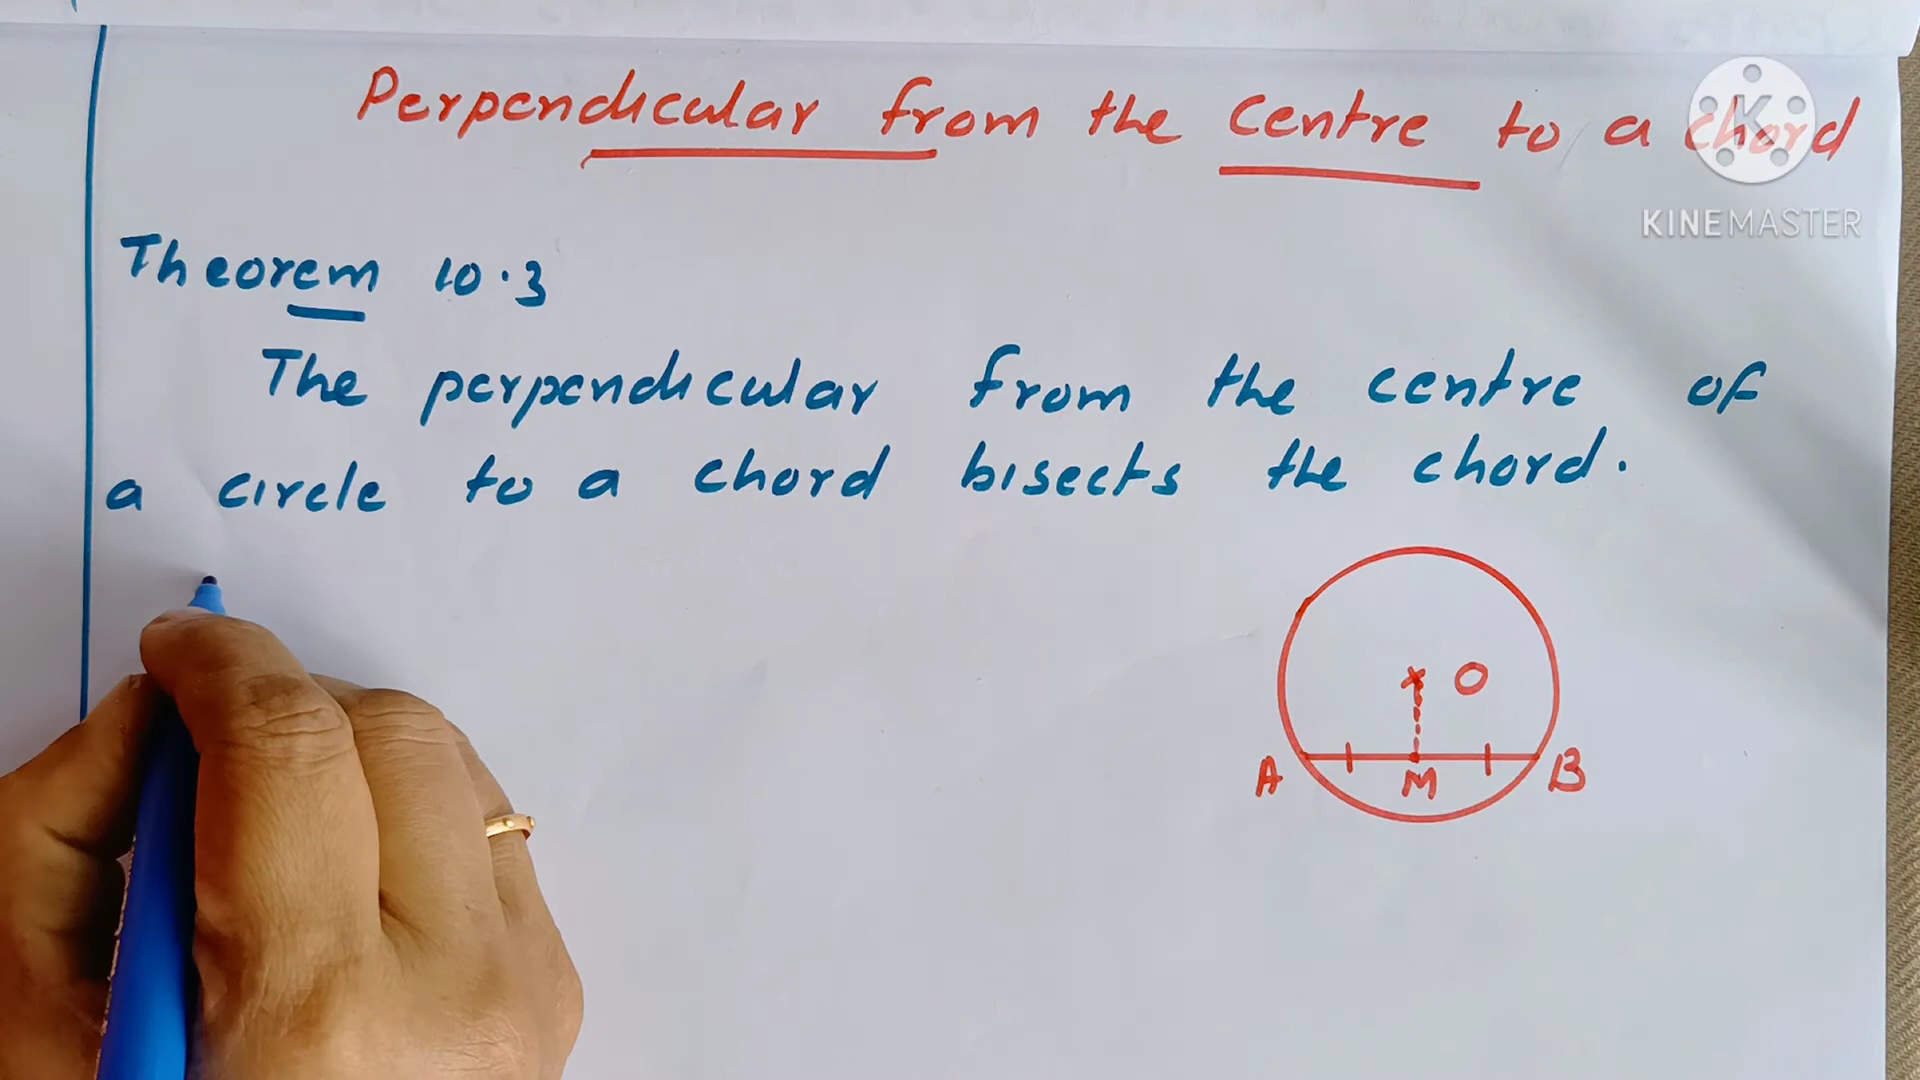 Perpendicular from the centre to a chord
K
KINEMASTER
Theorem 10.3
The perpendicular from the centre of
a circle to a chord bisects the chord.
O
A M B